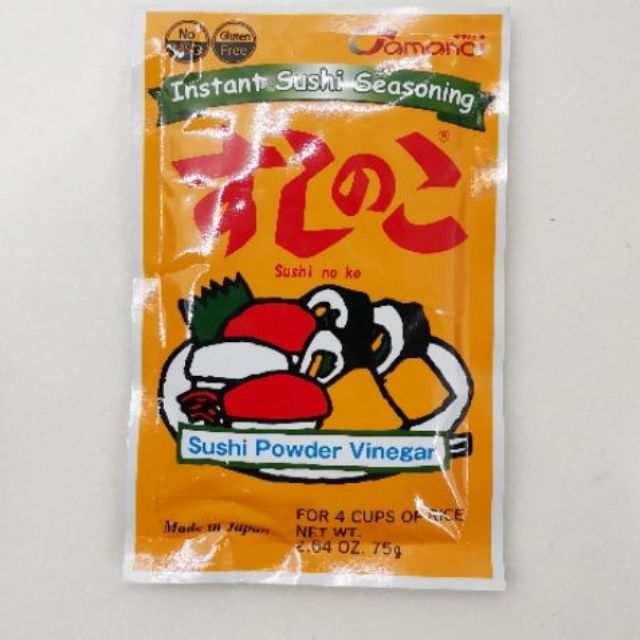 No
Gluten
Free
Tamanoi
Instant Sushi Seasoning
すしのこ®
Sushi no ko
Sushi Powder Vinegar
Made in Japan
FOR 4 CUPS OF RICE
NET WT.
2.64 OZ. 75g